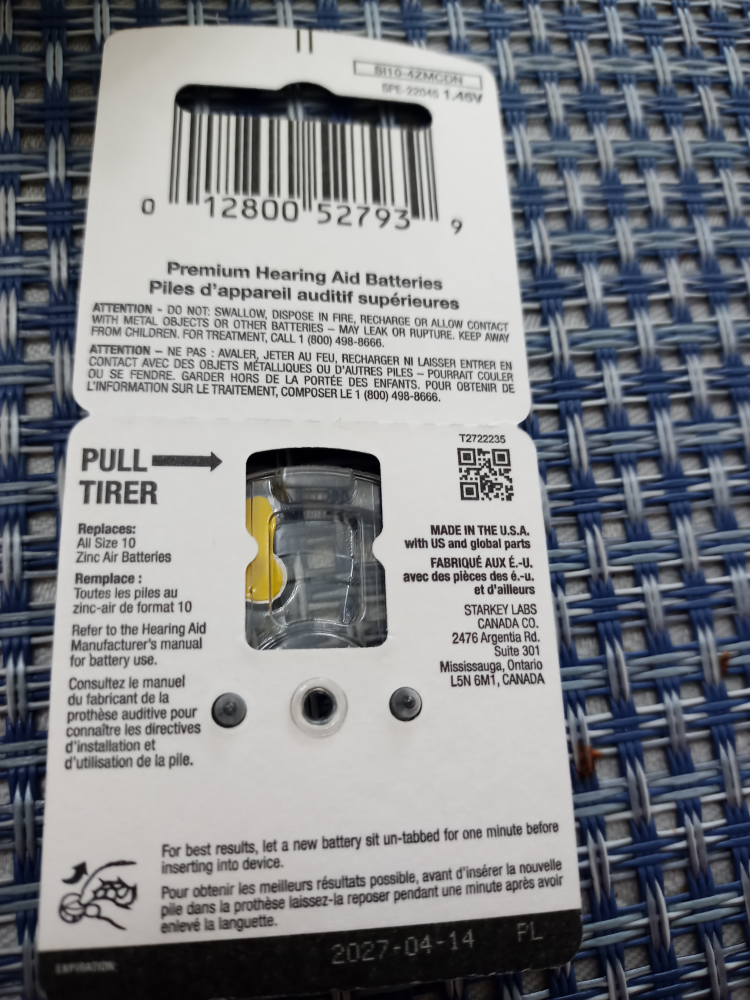 SI10-4ZMCDN
SPE-22045 1.45V
0 12800 52793 9
Premium Hearing Aid Batteries
Piles d'appareil auditif supérieures
ATTENTION - DO NOT: SWALLOW, DISPOSE IN FIRE, RECHARGE OR ALLOW CONTACT
WITH METAL OBJECTS OR OTHER BATTERIES – MAY LEAK OR RUPTURE. KEEP AWAY
FROM CHILDREN. FOR TREATMENT, CALL 1 (800) 498-8666.
ATTENTION – NE PAS : AVALER, JETER AU FEU, RECHARGER NI LAISSER ENTRER EN
CONTACT AVEC DES OBJETS MÉTALLIQUES OU D'AUTRES PILES – POURRAIT COULER
OU SE FENDRE. GARDER HORS DE LA PORTÉE DES ENFANTS. POUR OBTENIR DE
L'INFORMATION SUR LE TRAITEMENT, COMPOSER LE 1 (800) 498-8666.
PULL
TIRER
T2722235
Replaces:
All Size 10
Zinc Air Batteries
Remplace :
Toutes les piles au
zinc-air de format 10
Refer to the Hearing Aid
Manufacturer's manual
for battery use.
Consultez le manuel
du fabricant de la
prothèse auditive pour
connaître les directives
d'installation et
d'utilisation de la pile.
MADE IN THE U.S.A.
with US and global parts
FABRIQUÉ AUX É.-U.
avec des pièces des é.-u.
et d'ailleurs
STARKEY LABS
CANADA CO.
2476 Argentia Rd.
Suite 301
Mississauga, Ontario
L5N 6M1, CANADA
For best results, let a new battery sit un-tabbed for one minute before
inserting into device.
Pour obtenir les meilleurs résultats possible, avant d'insérer la nouvelle
pile dans la prothèse laissez-la reposer pendant une minute après avoir
enlevé la languette.
EXPIRATION: 2027-04-14 PL